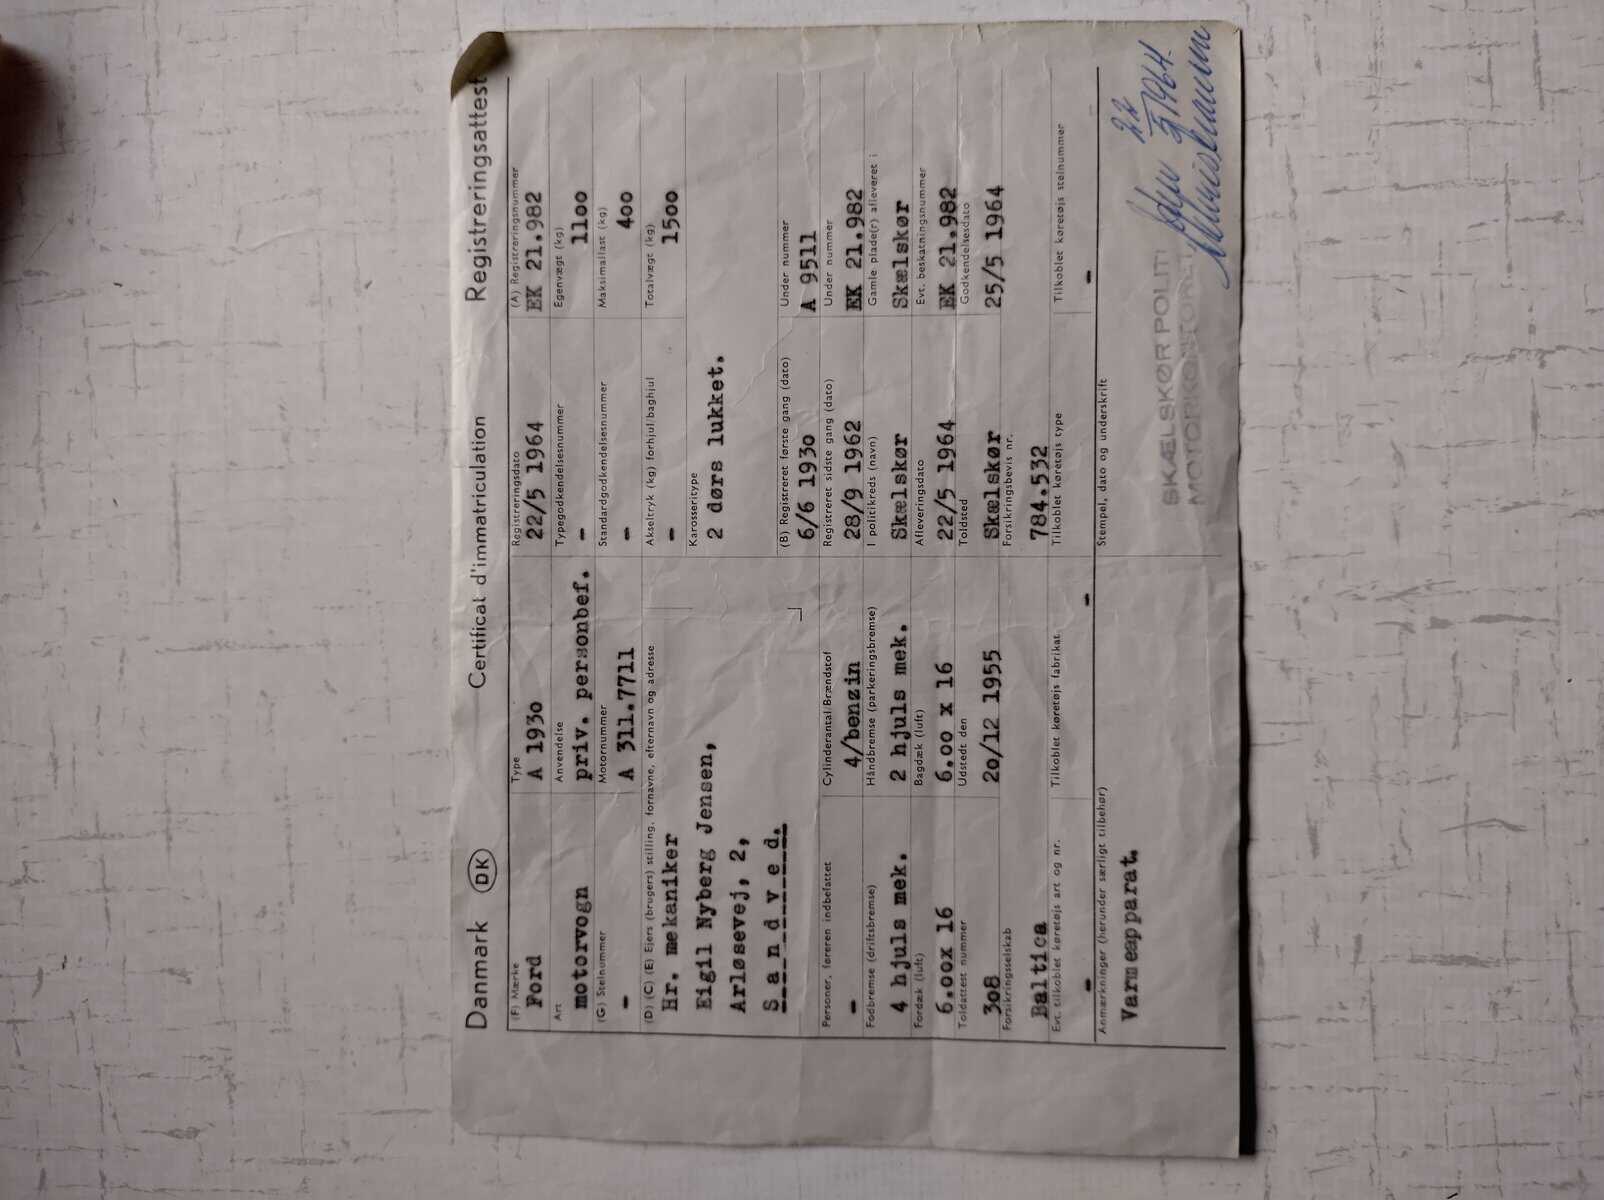 Danmark DK Certificat d'immatriculation Registreringsattest
(F) Mærke Type Registreringsdato (A) Registreringsnummer
Ford A 1930 22/5 1964 EK 21.982
Art Anvendelse Typegodkendelsesnummer Egenvægt (kg)
motorvogn priv. personbef. - 1100
(G) Stelnummer Motornummer Standardgodkendelsesnummer Maksimallast (kg)
- A 311.7711 - 400
(D) (C) (E) Ejers (brugers) stilling, fornavne, efternavn og adresse Akseltryk (kg) forhjul/baghjul Totalvægt (kg)
Hr. mekaniker - 1500
Karosseritype
Eigil Nyberg Jensen, 2 dørs lukket.
Arløsevej, 2,
Sandved.
(B) Registreret første gang (dato) Under nummer
6/6 1930 A 9511
Personer, føreren indbefattet Cylinderantal/Brændstof Registreret sidste gang (dato) Under nummer
- 4/benzin 28/9 1962 EK 21.982
Fodbremse (driftsbremse) Håndbremse (parkeringsbremse) I politikreds (navn) Gamle plade(r) afleveret i
4 hjuls mek. 2 hjuls mek. Skælskør Skælskør
Fordæk (luft) Bagdæk (luft) Afleveringsdato Evt. beskatningsnummer
6.oox 16 6.oo x 16 22/5 1964 EK 21.982
Toldattest nummer Udstedt den Toldsted Godkendelsesdato
308 20/12 1955 Skælskør 25/5 1964
Forsikringsselskab Forsikringsbevis nr.
Baltica 784.532
Evt. tilkoblet køretøjs art og nr. Tilkoblet køretøjs fabrikat Tilkoblet køretøjs type Tilkoblet køretøjs stelnummer
- - -
Anmærkninger (herunder særligt tilbehør) Stempel, dato og underskrift
Varmeapparat.
SKÆLSKØR POLITI
MOTORKONTORET
22
1964